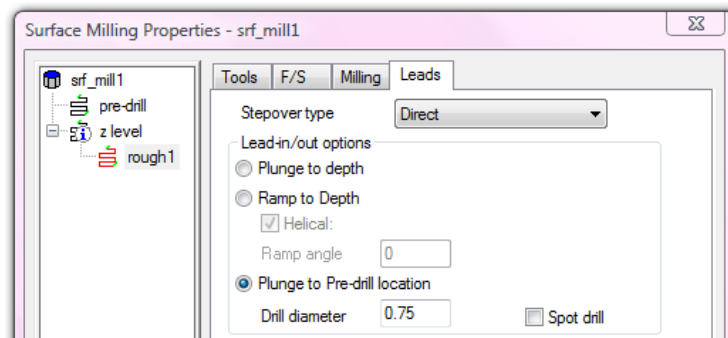 Surface Milling Properties - srf_mill1
srf_mill1
pre-drill
z level
rough1
Tools F/S Milling Leads
Stepover type Direct
Lead-in/out options
Plunge to depth
Ramp to Depth
Helical:
Ramp angle 0
Plunge to Pre-drill location
Drill diameter 0.75 Spot drill